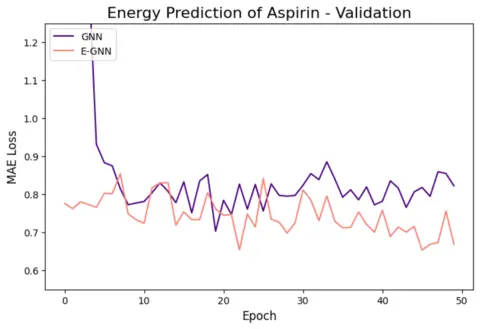 Energy Prediction of Aspirin - Validation
GNN
E-GNN
1.2
1.1
1.0
0.9
0.8
0.7
0.6
MAE Loss
0
10
20
30
40
50
Epoch